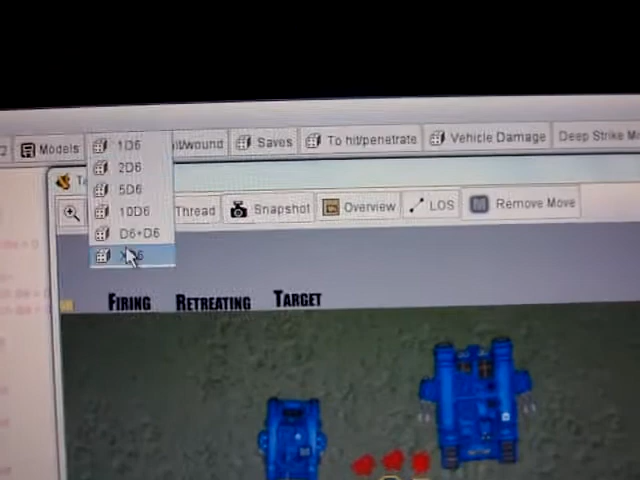 Models
hit/wound
Saves
To hit/penetrate
Vehicle Damage
Deep Strike M
1D6
2D6
5D6
10D6
D6+D6
Thread
Snapshot
Overview
LOS
Remove Move
FIRING
RETREATING
TARGET